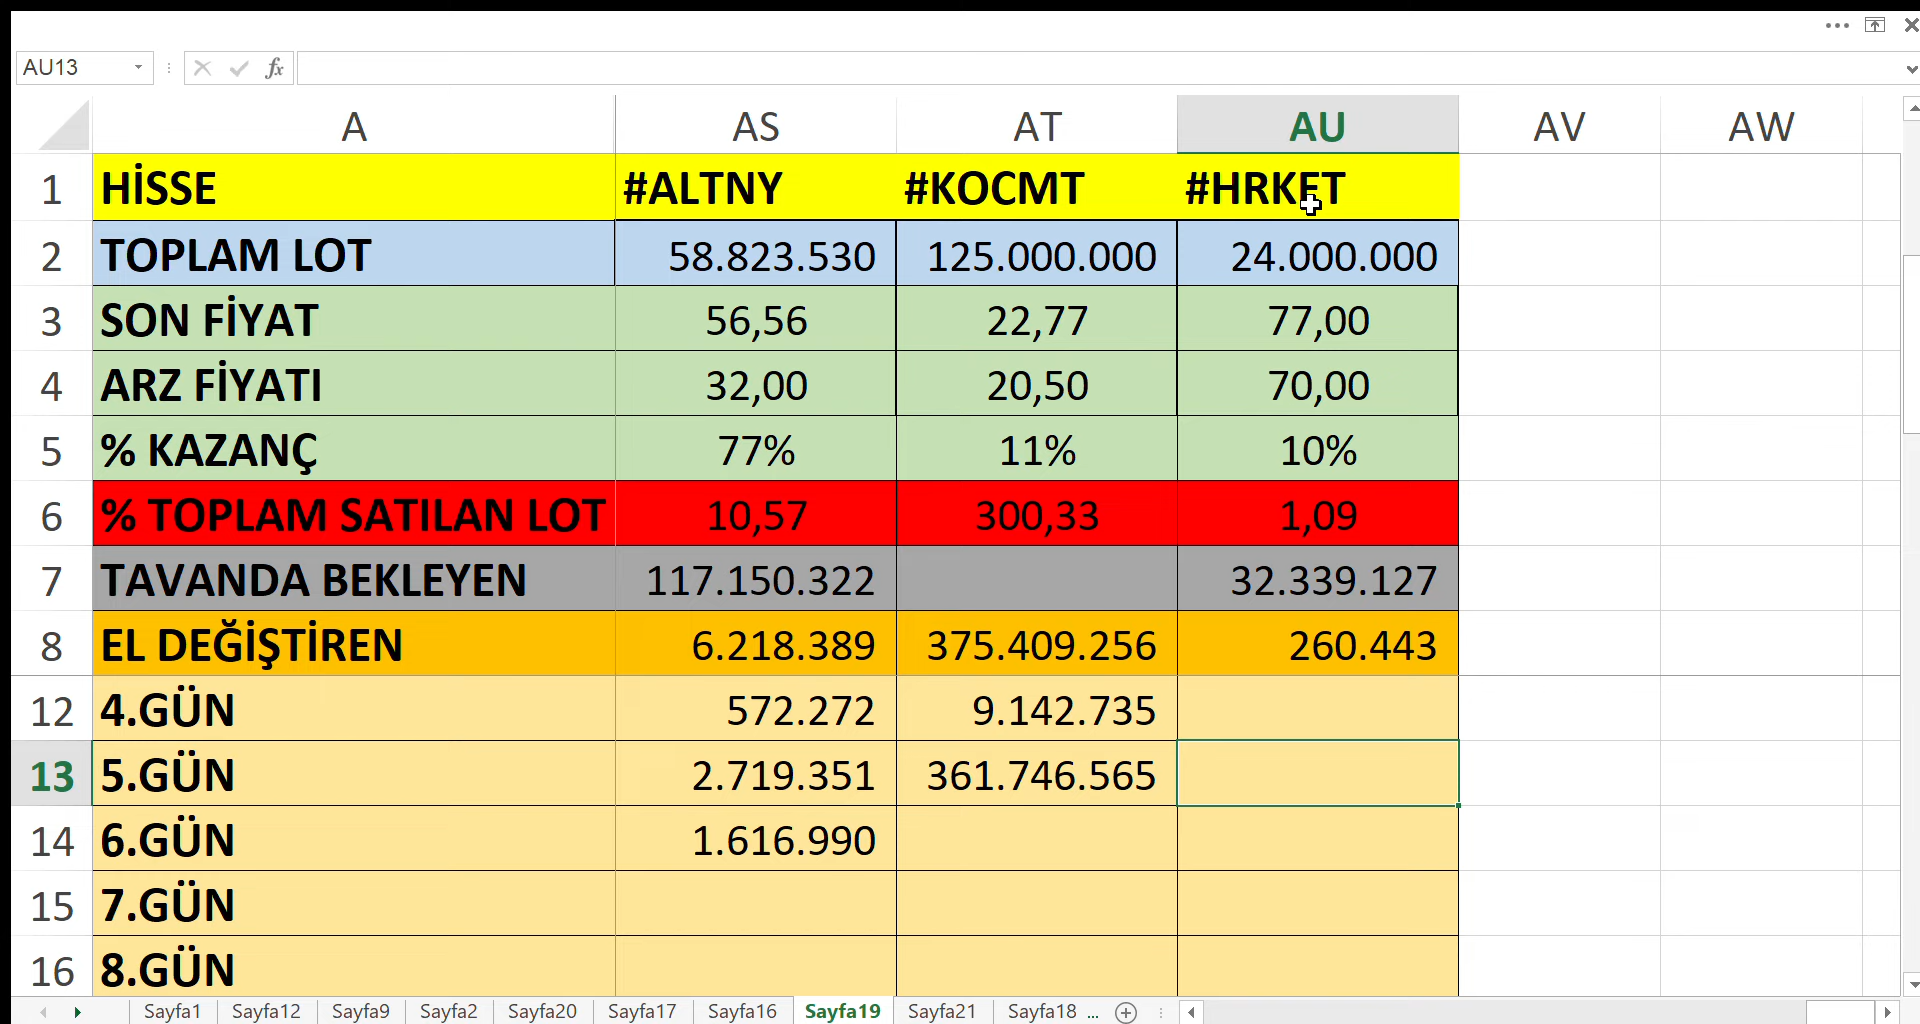 AU13 fx
A AS AT AU AV AW
1 HİSSE #ALTNY #KOCMT #HRKET
2 TOPLAM LOT 58.823.530 125.000.000 24.000.000
3 SON FİYAT 56,56 22,77 77,00
4 ARZ FİYATI 32,00 20,50 70,00
5 % KAZANÇ 77% 11% 10%
6 % TOPLAM SATILAN LOT 10,57 300,33 1,09
7 TAVANDA BEKLEYEN 117.150.322 32.339.127
8 EL DEĞİŞTİREN 6.218.389 375.409.256 260.443
12 4.GÜN 572.272 9.142.735
13 5.GÜN 2.719.351 361.746.565
14 6.GÜN 1.616.990
15 7.GÜN
16 8.GÜN
Sayfa1 Sayfa12 Sayfa9 Sayfa2 Sayfa20 Sayfa17 Sayfa16 Sayfa19 Sayfa21 Sayfa18 ...